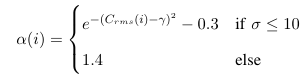 α(i) = { e^{-(C_{rms}(i)-γ)^2} - 0.3 if σ ≤ 10
1.4 else